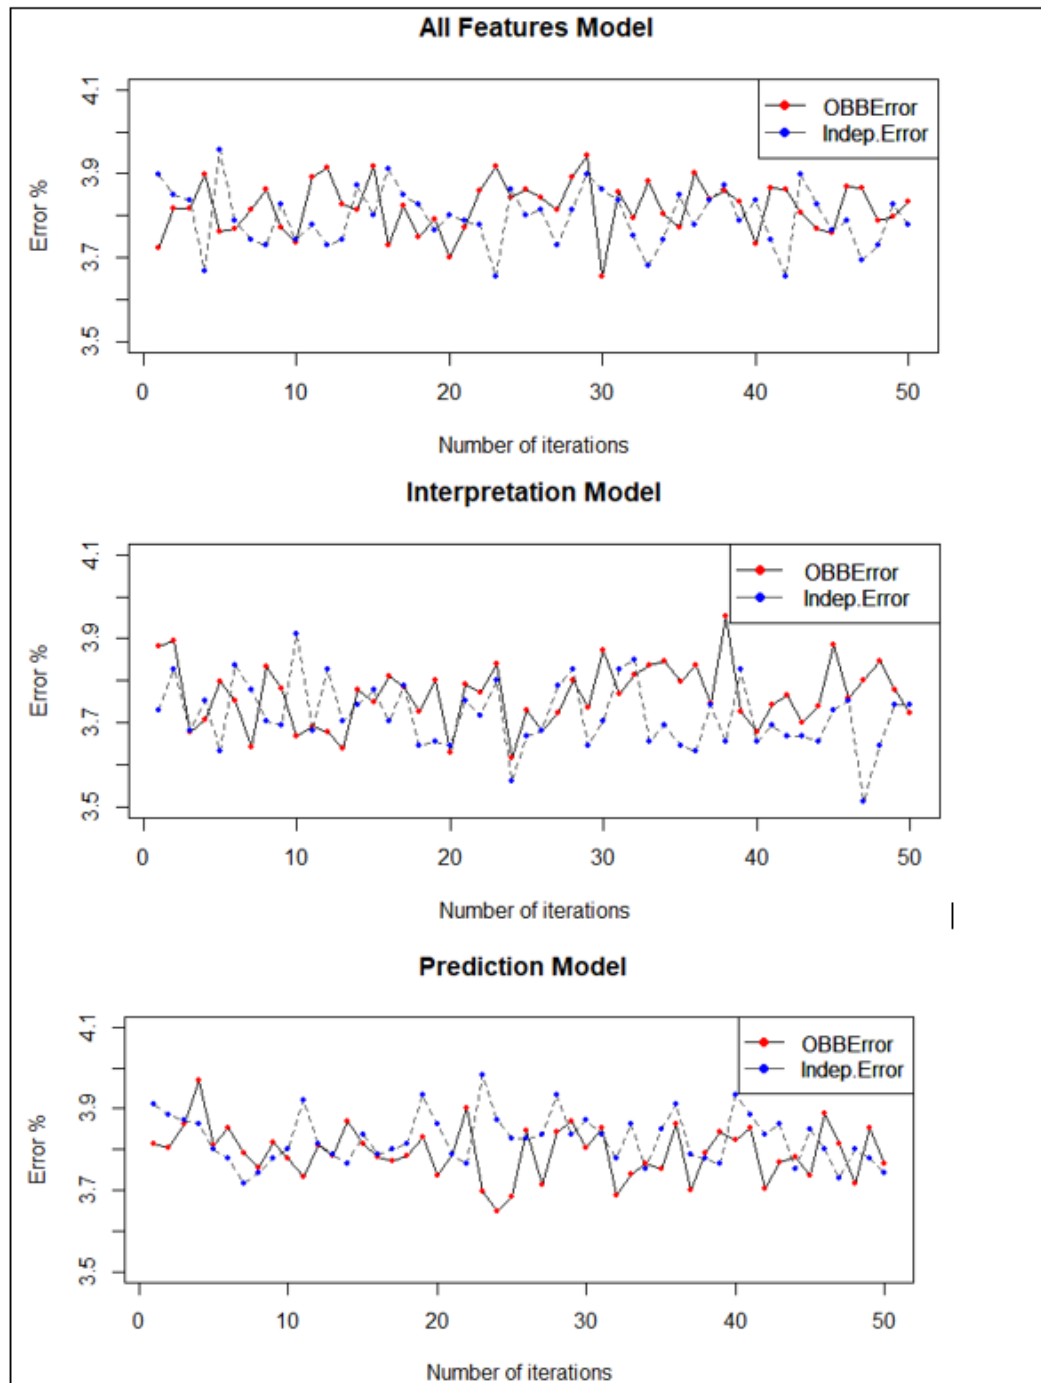 All Features Model
4.1
3.9
3.7
3.5
Error %
OBBError
Indep.Error
0 10 20 30 40 50
Number of iterations
Interpretation Model
4.1
3.9
3.7
3.5
Error %
OBBError
Indep.Error
0 10 20 30 40 50
Number of iterations
Prediction Model
4.1
3.9
3.7
3.5
Error %
OBBError
Indep.Error
0 10 20 30 40 50
Number of iterations